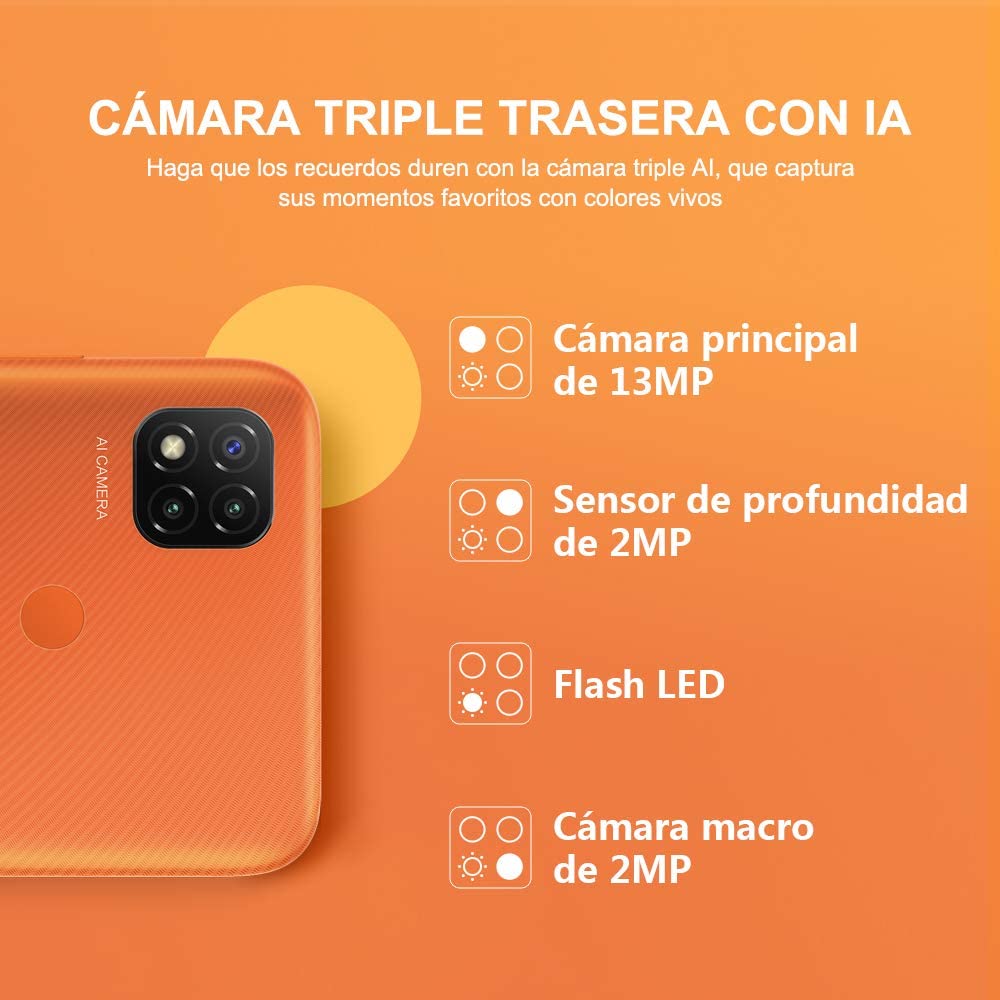 CÁMARA TRIPLE TRASERA CON IA
Haga que los recuerdos duren con la cámara triple AI, que captura
sus momentos favoritos con colores vivos
AI CAMERA
Cámara principal
de 13MP
Sensor de profundidad
de 2MP
Flash LED
Cámara macro
de 2MP